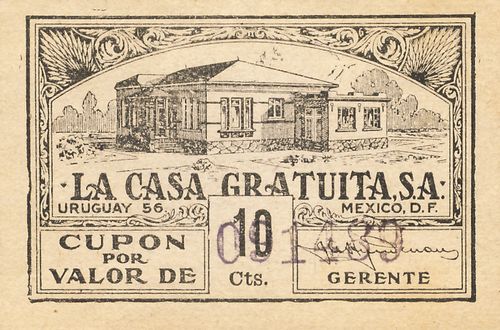 · LA CASA GRATUITA, S.A. ·
URUGUAY 56. MEXICO, D.F.
CUPON
POR
VALOR DE
10
Cts.
GERENTE